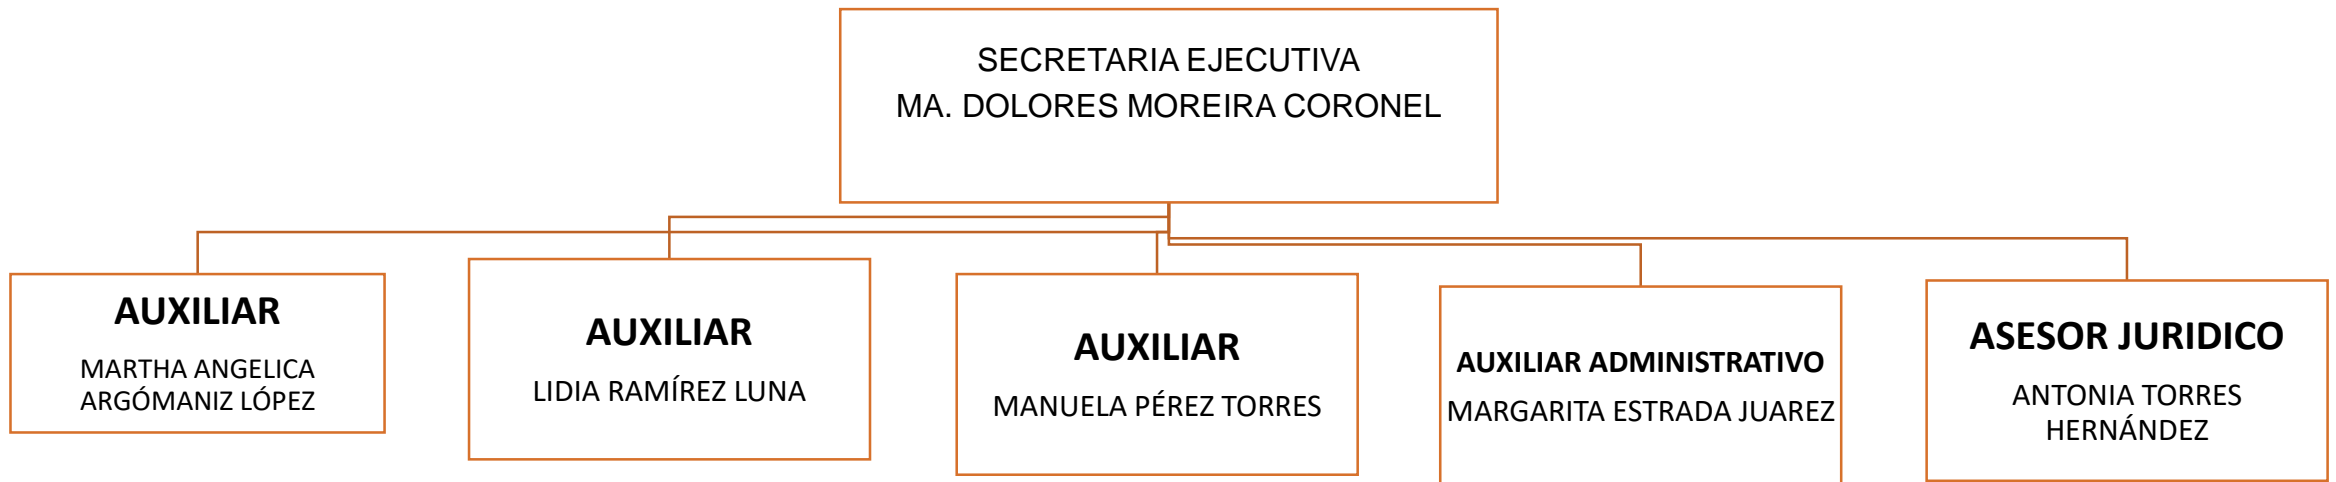 SECRETARIA EJECUTIVA
MA. DOLORES MOREIRA CORONEL
AUXILIAR
MARTHA ANGELICA
ARGÓMANIZ LÓPEZ
AUXILIAR
LIDIA RAMÍREZ LUNA
AUXILIAR
MANUELA PÉREZ TORRES
AUXILIAR ADMINISTRATIVO
MARGARITA ESTRADA JUAREZ
ASESOR JURIDICO
ANTONIA TORRES
HERNÁNDEZ